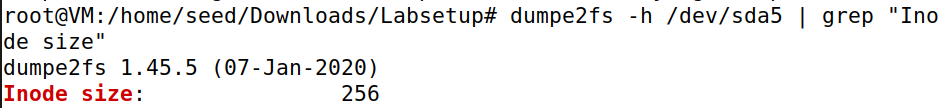 root@VM:/home/seed/Downloads/Labsetup# dumpe2fs -h /dev/sda5 | grep "Ino
de size"
dumpe2fs 1.45.5 (07-Jan-2020)
Inode size:	          256